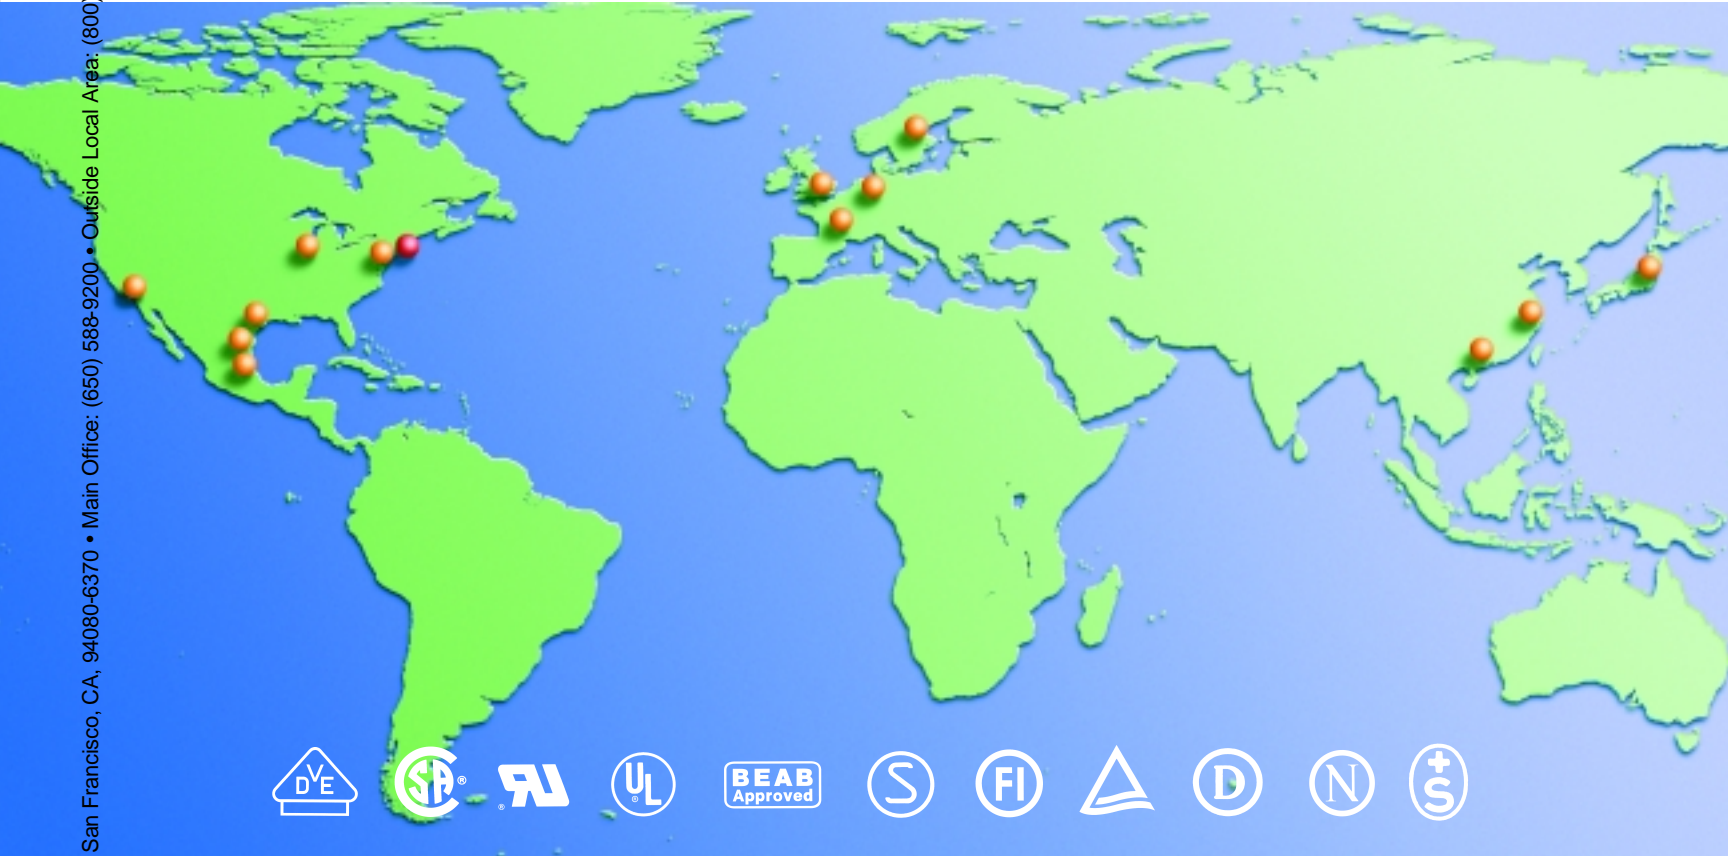 San Francisco, CA, 94080-6370 • Main Office: (650) 588-9200 • Outside Local Area: (800)
DVE
SA®
RU®
UL®
BEAB
Approved
S
FI
D
N
+S